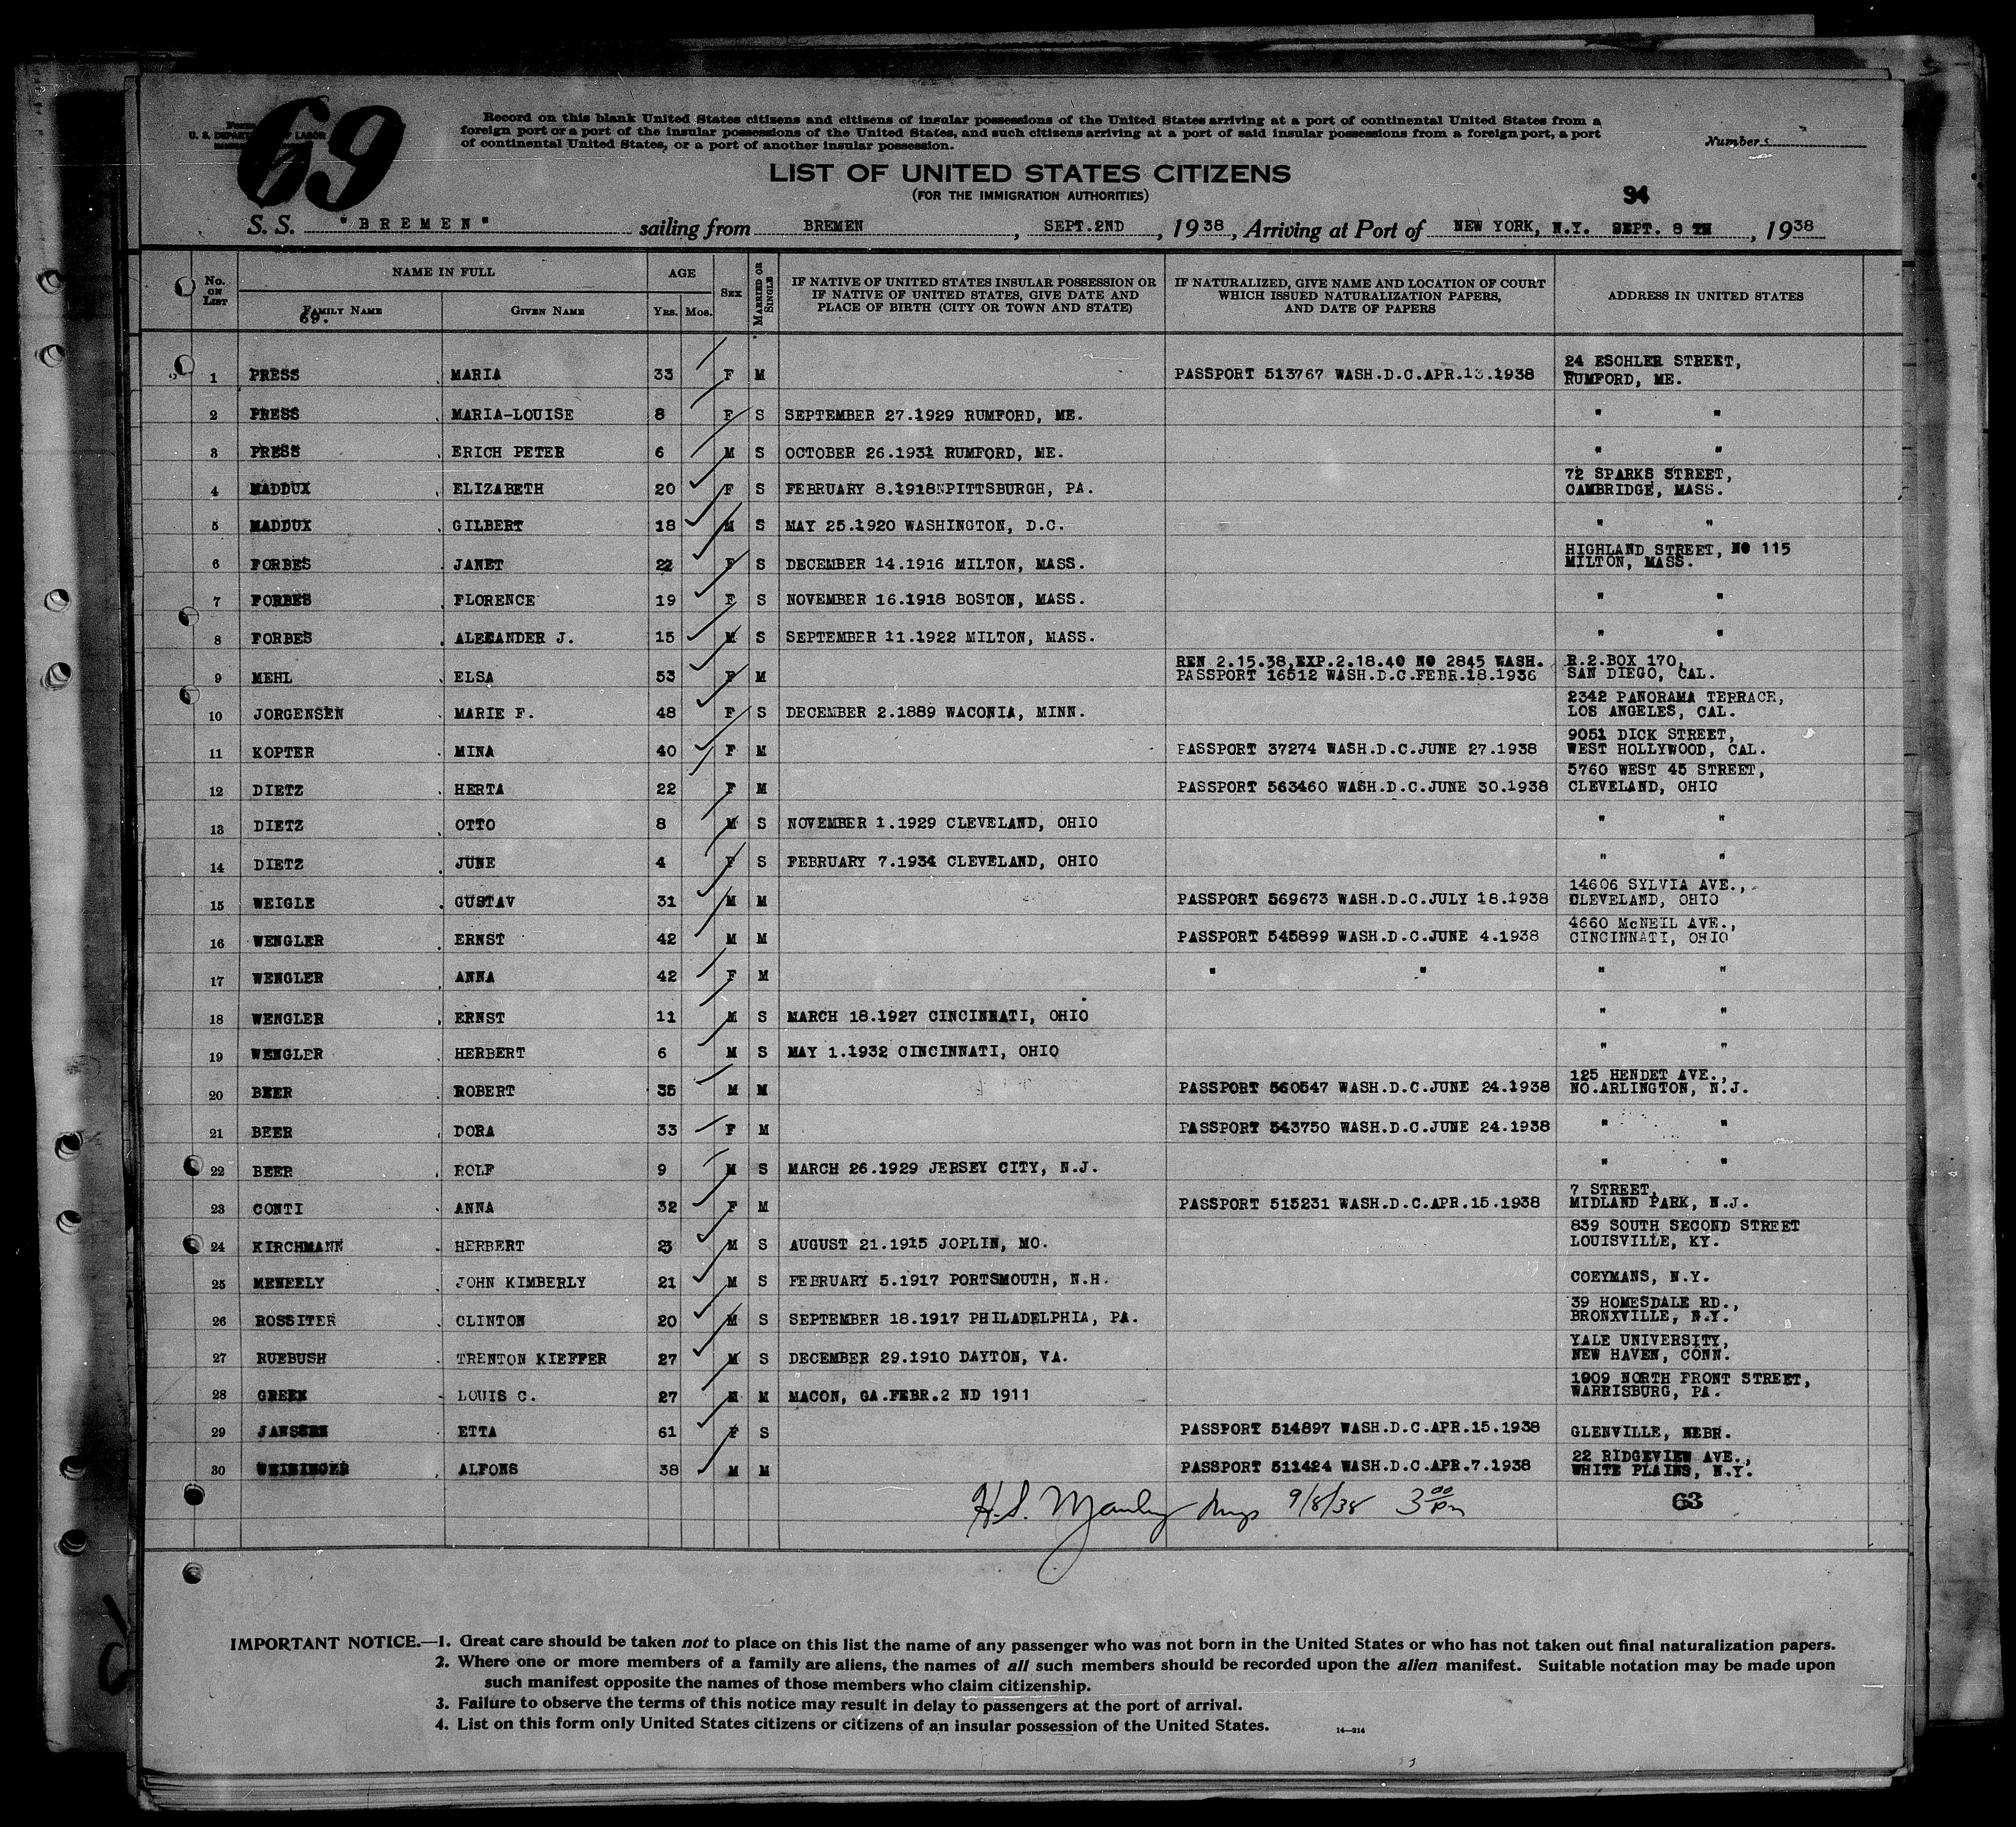 69
Form
U. S. DEPARTMENT OF LABOR
Record on this blank United States citizens and citizens of insular possessions of the United States arriving at a port of continental United States from a
foreign port or a port of the insular possessions of the United States, and such citizens arriving at a port of said insular possessions from a foreign port, a port
of continental United States, or a port of another insular possession.
Number
LIST OF UNITED STATES CITIZENS
(FOR THE IMMIGRATION AUTHORITIES)
94
S. S. "BREMEN" sailing from BREMEN, SEPT.2ND, 1938, Arriving at Port of NEW YORK, N.Y. SEPT. 8 TH, 1938
No. ON LIST NAME IN FULL FAMILY NAME GIVEN NAME AGE YRS. MOS. SEX MARRIED OR SINGLE IF NATIVE OF UNITED STATES INSULAR POSSESSION OR IF NATIVE OF UNITED STATES, GIVE DATE AND PLACE OF BIRTH (CITY OR TOWN AND STATE) IF NATURALIZED, GIVE NAME AND LOCATION OF COURT WHICH ISSUED NATURALIZATION PAPERS, AND DATE OF PAPERS ADDRESS IN UNITED STATES
69.
1 PRESS MARIA 33 F M PASSPORT 513767 WASH.D.C.APR.13.1938 24 ESCHLER STREET, RUMFORD, ME.
2 PRESS MARIA-LOUISE 8 F S SEPTEMBER 27.1929 RUMFORD, ME. " "
3 PRESS ERICH PETER 6 M S OCTOBER 26.1931 RUMFORD, ME. " "
4 MADDUX ELIZABETH 20 F S FEBRUARY 8.1918 PITTSBURGH, PA. 72 SPARKS STREET, CAMBRIDGE, MASS.
5 MADDUX GILBERT 18 M S MAY 25.1920 WASHINGTON, D.C. " "
6 FORBES JANET 22 F S DECEMBER 14.1916 MILTON, MASS. HIGHLAND STREET, NO 115 MILTON, MASS.
7 FORBES FLORENCE 19 F S NOVEMBER 16.1918 BOSTON, MASS. " "
8 FORBES ALEXANDER J. 15 M S SEPTEMBER 11.1922 MILTON, MASS. " "
9 MEHL ELSA 53 F M REN 2.15.38,EXP.2.18.40 NO 2845 WASH. PASSPORT 16512 WASH.D.C.FEBR.18.1936 R.2.BOX 170, SAN DIEGO, CAL.
10 JORGENSEN MARIE F. 48 F S DECEMBER 2.1889 WACONIA, MINN. 2342 PANORAMA TERRACE, LOS ANGELES, CAL.
11 KOPTER MINA 40 F M PASSPORT 37274 WASH.D.C.JUNE 27.1938 9051 DICK STREET, WEST HOLLYWOOD, CAL.
12 DIETZ HERTA 22 F M PASSPORT 563460 WASH.D.C.JUNE 30.1938 5760 WEST 45 STREET, CLEVELAND, OHIO
13 DIETZ OTTO 8 M S NOVEMBER 1.1929 CLEVELAND, OHIO " "
14 DIETZ JUNE 4 F S FEBRUARY 7.1934 CLEVELAND, OHIO " "
15 WEIGLE GUSTAV 31 M M PASSPORT 569673 WASH.D.C.JULY 18.1938 14606 SYLVIA AVE., CLEVELAND, OHIO
16 WENGLER ERNST 42 M M PASSPORT 545899 WASH.D.C.JUNE 4.1938 4660 McNEIL AVE., CINCINNATI, OHIO
17 WENGLER ANNA 42 F M " " " "
18 WENGLER ERNST 11 M S MARCH 18.1927 CINCINNATI, OHIO " "
19 WENGLER HERBERT 6 M S MAY 1.1932 CINCINNATI, OHIO " "
20 BEER ROBERT 35 M M PASSPORT 560547 WASH.D.C.JUNE 24.1938 125 HENDET AVE., NO.ARLINGTON, N.J.
21 BEER DORA 33 F M PASSPORT 543750 WASH.D.C.JUNE 24.1938 " "
22 BEER ROLF 9 M S MARCH 26.1929 JERSEY CITY, N.J. " "
23 CONTI ANNA 32 F M PASSPORT 515231 WASH.D.C.APR.15.1938 7 STREET, MIDLAND PARK, N.J.
24 KIRCHMANN HERBERT 23 M S AUGUST 21.1915 JOPLIN, MO. 839 SOUTH SECOND STREET LOUISVILLE, KY.
25 MENEELY JOHN KIMBERLY 21 M S FEBRUARY 5.1917 PORTSMOUTH, N.H. COEYMANS, N.Y.
26 ROSSITER CLINTON 20 M S SEPTEMBER 18.1917 PHILADELPHIA, PA. 39 HOMESDALE RD., BRONXVILLE, N.Y.
27 RUEBUSH TRENTON KIEFFER 27 M S DECEMBER 29.1910 DAYTON, VA. YALE UNIVERSITY, NEW HAVEN, CONN.
28 GREEN LOUIS C. 27 M M MACON, GA.FEBR.2 ND 1911 1909 NORTH FRONT STREET, WARRISBURG, PA.
29 JANSSEN ETTA 61 F S PASSPORT 514897 WASH.D.C.APR.15.1938 GLENVILLE, NEBR.
30 WEISINGER ALFONS 38 M M PASSPORT 511424 WASH.D.C.APR.7.1938 22 RIDGEVIEW AVE., WHITE PLAINS, N.Y.
H.S. Manley 9/8/38 3 00 pm
63
IMPORTANT NOTICE.—1. Great care should be taken not to place on this list the name of any passenger who was not born in the United States or who has not taken out final naturalization papers.
2. Where one or more members of a family are aliens, the names of all such members should be recorded upon the alien manifest. Suitable notation may be made upon
such manifest opposite the names of those members who claim citizenship.
3. Failure to observe the terms of this notice may result in delay to passengers at the port of arrival.
4. List on this form only United States citizens or citizens of an insular possession of the United States.
14—214